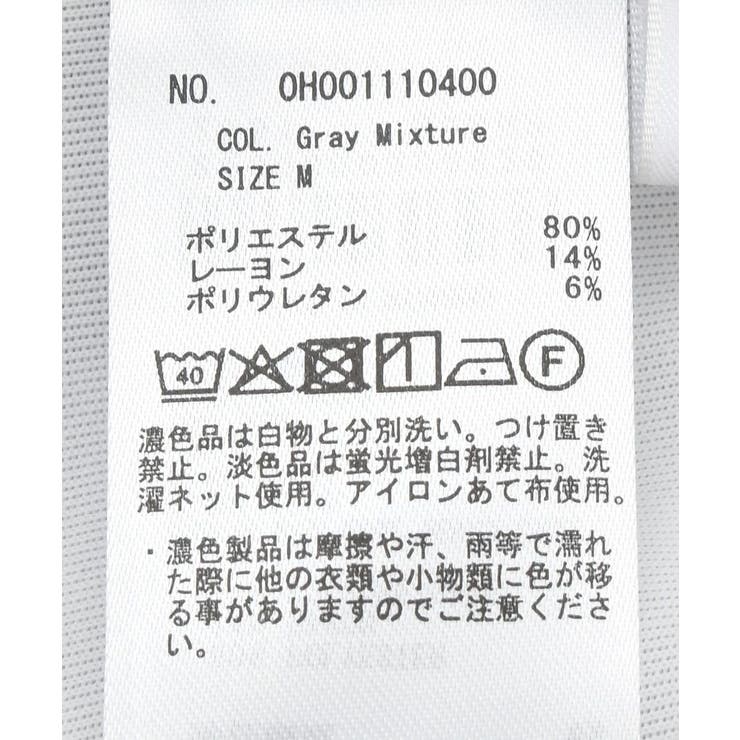 NO. 0H001110400
COL. Gray Mixture
SIZE M
ポリエステル 80%
レーヨン 14%
ポリウレタン 6%
40 F
濃色品は白物と分別洗い。つけ置き
禁止。淡色品は蛍光増白剤禁止。洗
濯ネット使用。アイロンあて布使用。
・濃色製品は摩擦や汗、雨等で濡れ
た際に他の衣類や小物類に色が移
る事がありますのでご注意くださ
い。